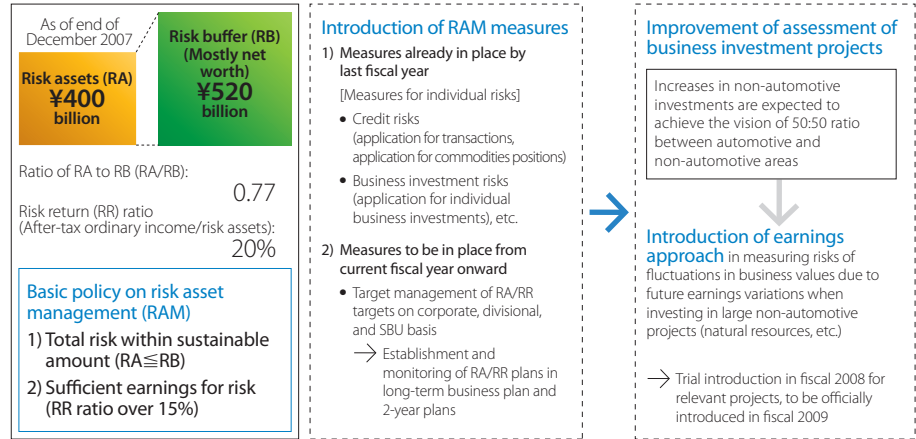 As of end of
December 2007
Risk assets (RA)
¥400
billion
Risk buffer (RB)
(Mostly net
worth)
¥520
billion
Ratio of RA to RB (RA/RB):
0.77
Risk return (RR) ratio
(After-tax ordinary income/risk assets):
20%
Basic policy on risk asset
management (RAM)
1) Total risk within sustainable
amount (RA≦RB)
2) Sufficient earnings for risk
(RR ratio over 15%)
Introduction of RAM measures
1) Measures already in place by
last fiscal year
[Measures for individual risks]
• Credit risks
(application for transactions,
application for commodities positions)
• Business investment risks
(application for individual
business investments), etc.
2) Measures to be in place from
current fiscal year onward
• Target management of RA/RR
targets on corporate, divisional,
and SBU basis
→ Establishment and
monitoring of RA/RR plans in
long-term business plan and
2-year plans
Improvement of assessment of
business investment projects
Increases in non-automotive
investments are expected to
achieve the vision of 50:50 ratio
between automotive and
non-automotive areas
Introduction of earnings
approach in measuring risks of
fluctuations in business values due to
future earnings variations when
investing in large non-automotive
projects (natural resources, etc.)
→ Trial introduction in fiscal 2008 for
relevant projects, to be officially
introduced in fiscal 2009